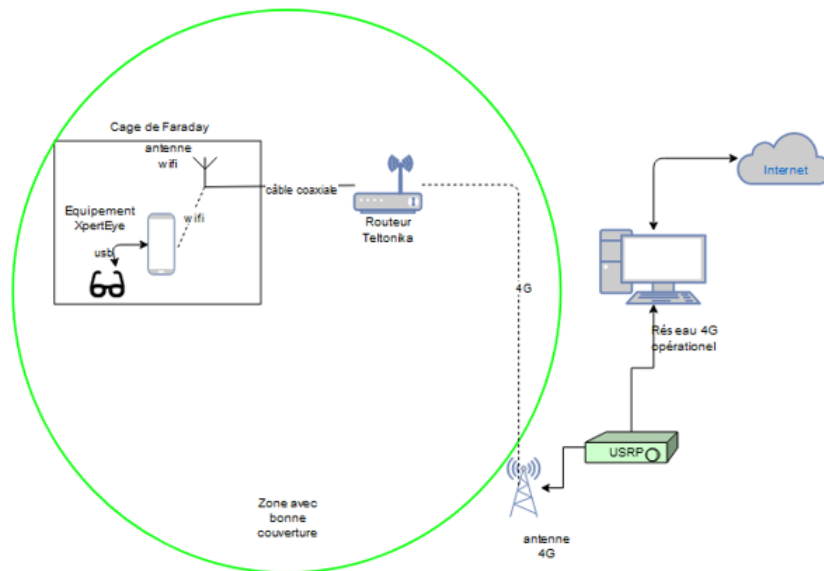 Cage de Faraday
antenne
wifi
câble coaxiale
Routeur
Teltonika
Equipement
XpertEye
wifi
usb
4G
Internet
Réseau 4G
opérationel
USRP
Zone avec
bonne
couverture
antenne
4G